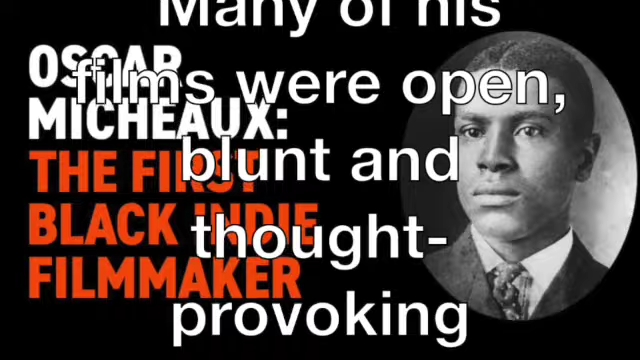 Many of his
films were open,
blunt and
thought-
provoking
OSCAR
MICHEAUX:
THE FIRST
BLACK INDIE
FILMMAKER